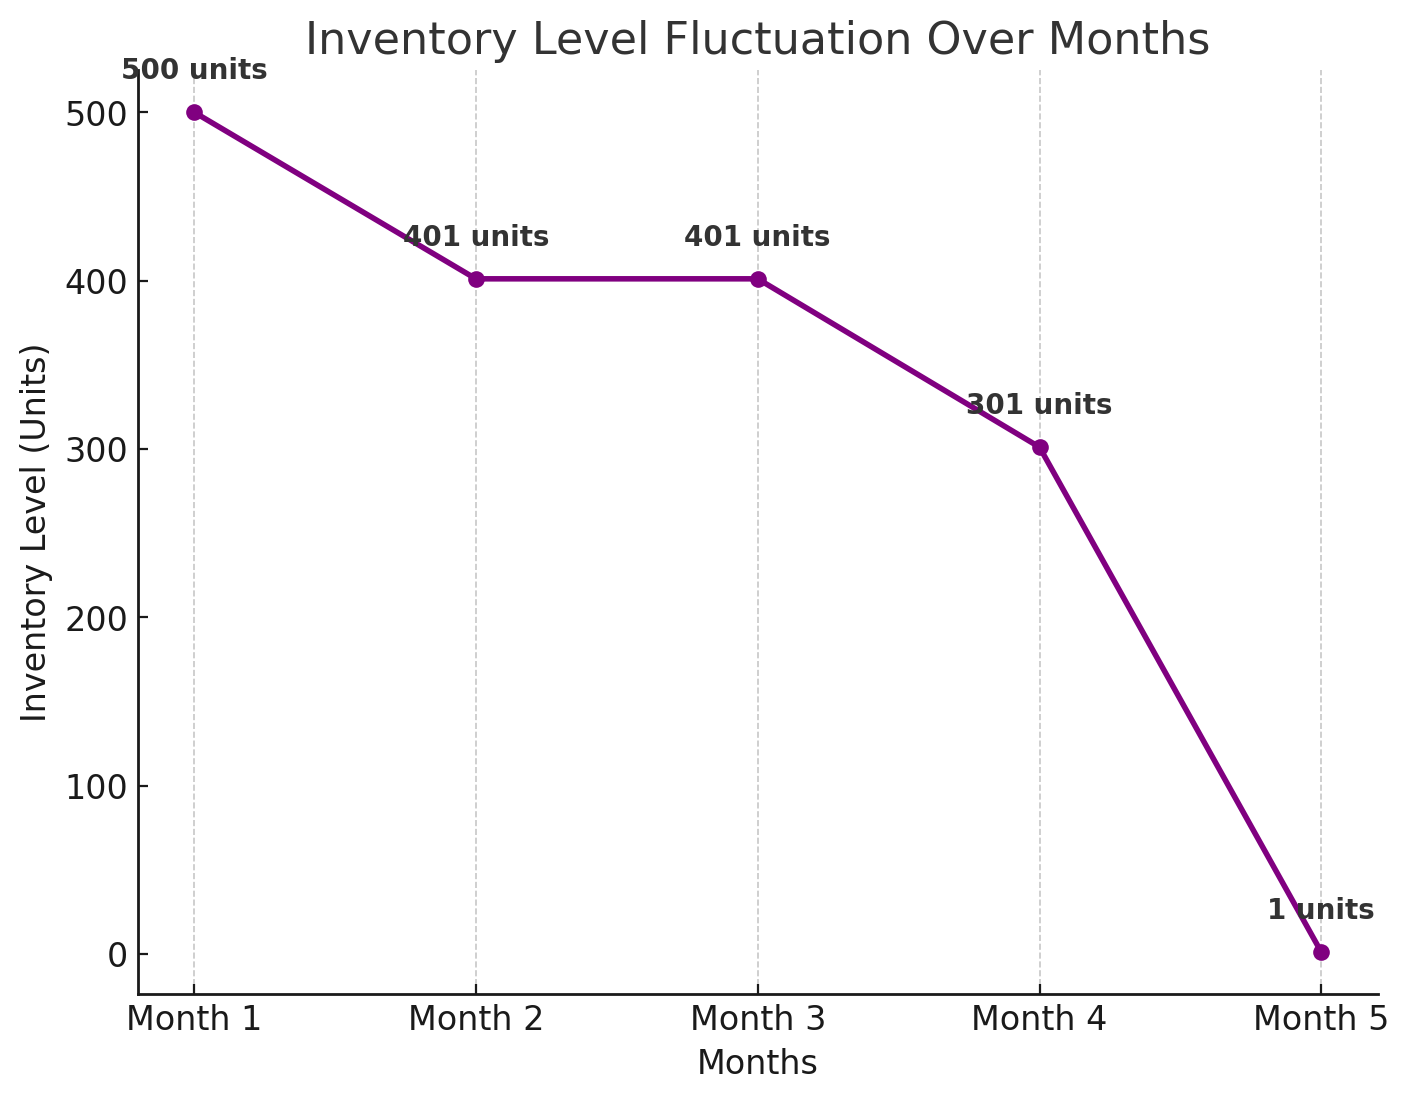 Inventory Level Fluctuation Over Months
500 units
401 units
401 units
301 units
1 units
Inventory Level (Units)
500
400
300
200
100
0
Month 1
Month 2
Month 3
Month 4
Month 5
Months